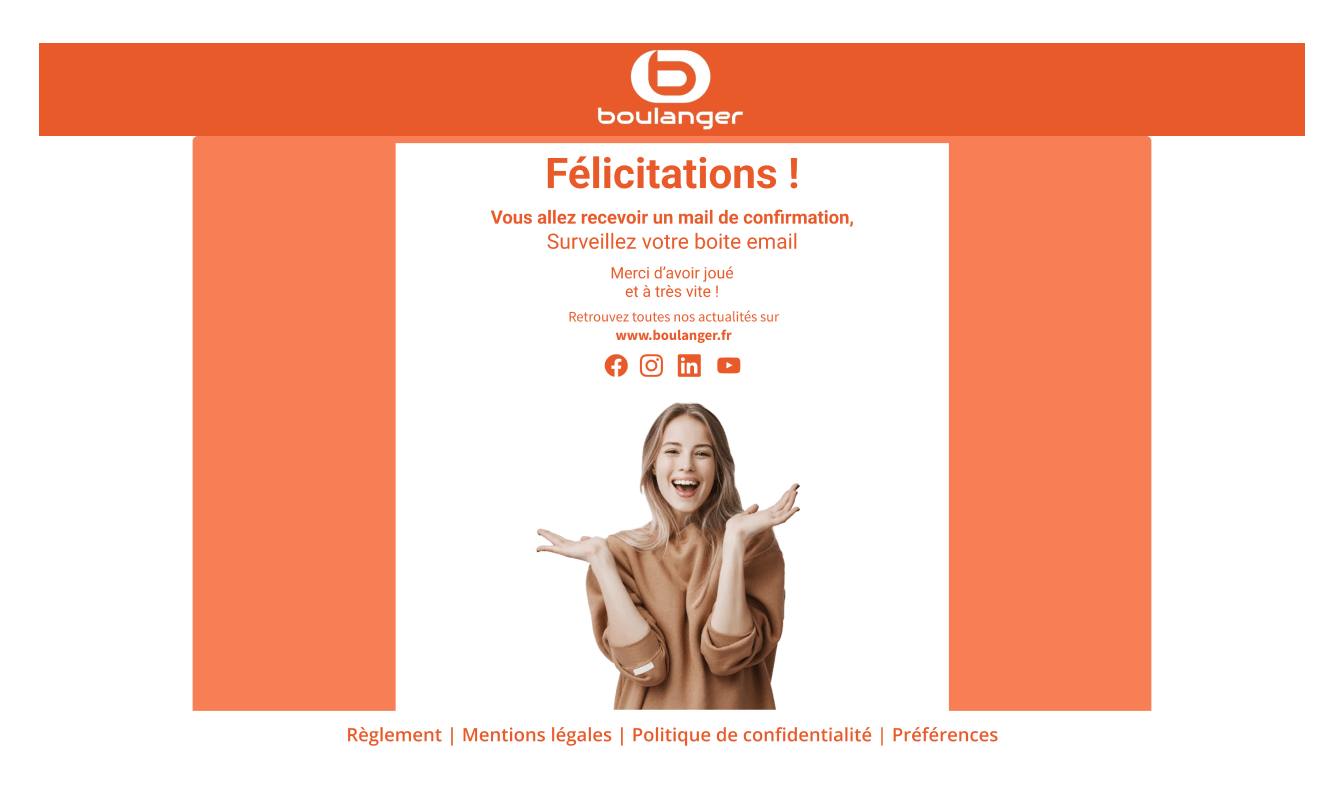 boulanger
Félicitations !
Vous allez recevoir un mail de confirmation,
Surveillez votre boite email
Merci d’avoir joué
et à très vite !
Retrouvez toutes nos actualités sur
www.boulanger.fr
Règlement | Mentions légales | Politique de confidentialité | Préférences